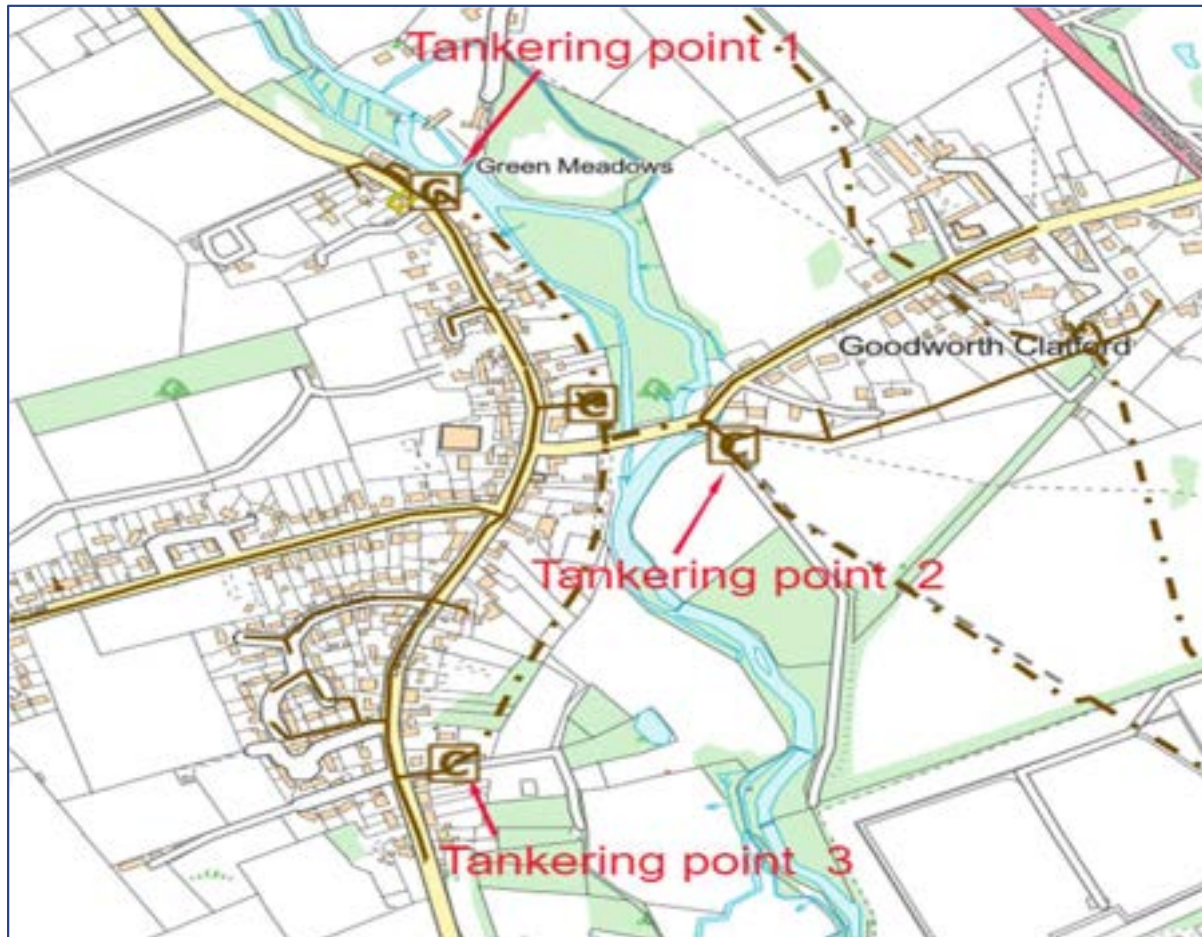 Tankering point 1
Green Meadows
Goodworth Clatford
Tankering point 2
Tankering point 3